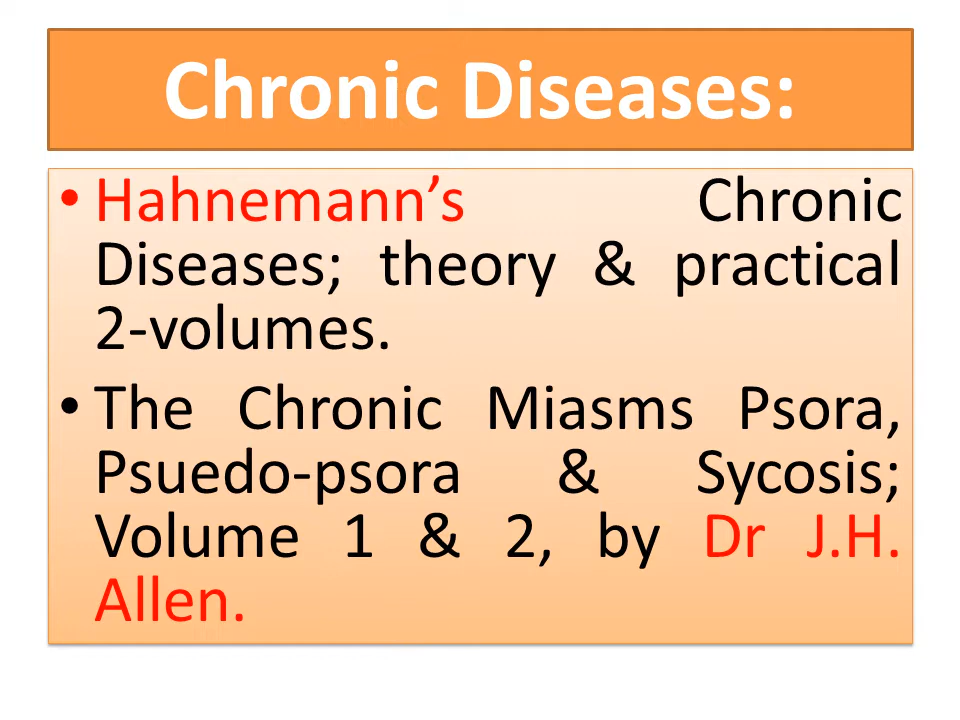 Chronic Diseases:
• Hahnemann’s Chronic
Diseases; theory & practical
2-volumes.
• The Chronic Miasms Psora,
Psuedo-psora & Sycosis;
Volume 1 & 2, by Dr J.H.
Allen.